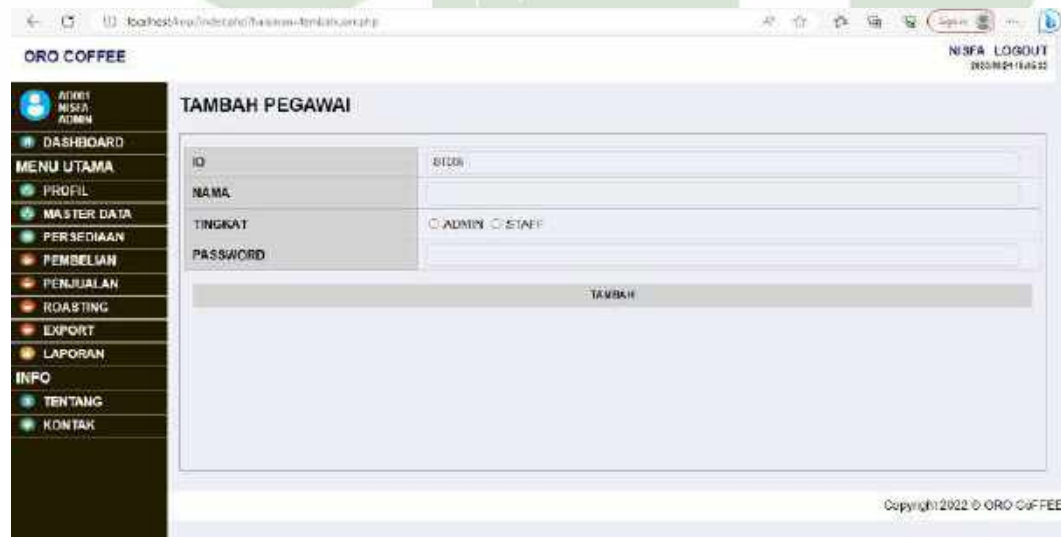 ORO COFFEE
NISFA LOGOUT
NISFA
ADMIN
TAMBAH PEGAWAI
DASHBOARD
MENU UTAMA
PROFIL
MASTER DATA
PERSEDIAAN
PEMBELIAN
PENJUALAN
ROASTING
EXPORT
LAPORAN
INFO
TENTANG
KONTAK
ID
NAMA
TINGKAT
ADMIN STAFF
PASSWORD
TAMBAH
Copyright 2022 © ORO CoFFEE